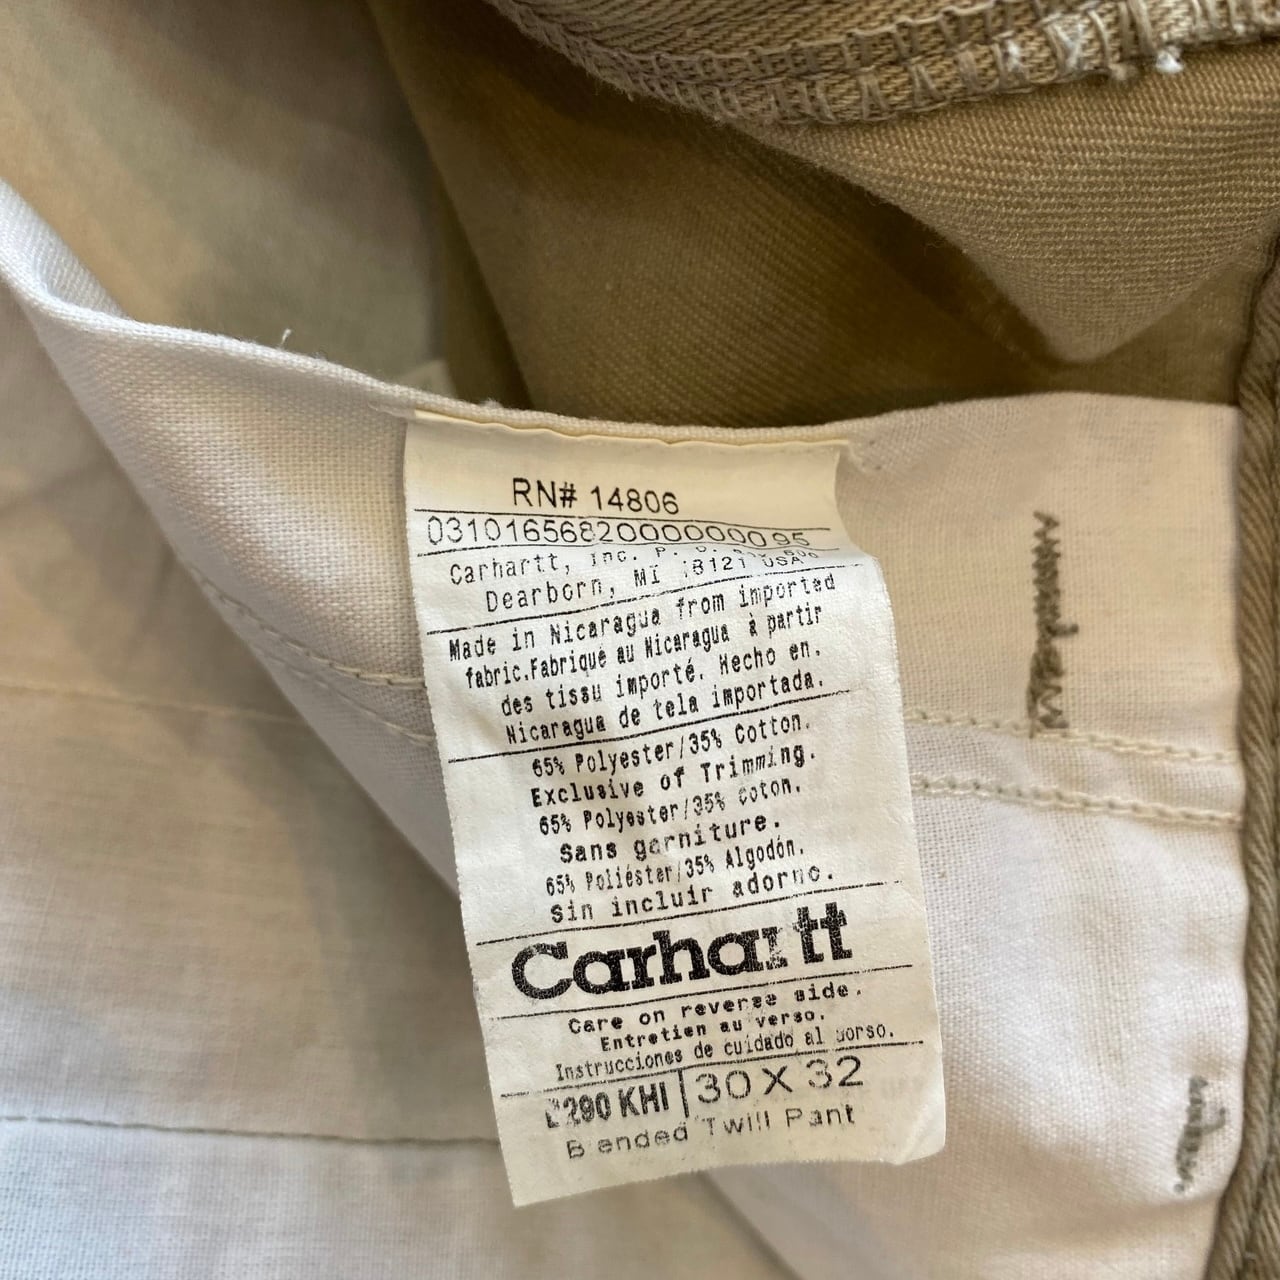 RN# 14806
031016568200000000095
Carhartt, Inc. P. O.
Dearborn, MI 48121 USA
Made in Nicaragua from imported
fabric.Fabriqué au Nicaragua à partir
des tissu importé. Hecho en.
Nicaragua de tela importada.
65% Polyester/35% Cotton.
Exclusive of Trimming.
65% Polyester/35% Coton.
Sans garniture.
65% Poliéster/35% Algodón.
Sin incluir adorno.
Carhartt
Care on reverse side.
Entretien au verso.
Instrucciones de cuidado al dorso.
B290 KHI 30 X 32
Blended Twill Pant